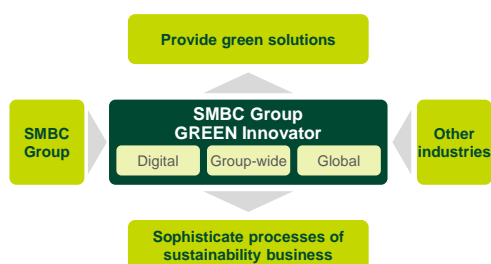 Provide green solutions
SMBC Group
GREEN Innovator
SMBC
Group
Digital
Group-wide
Global
Other
industries
Sophisticate processes of
sustainability business